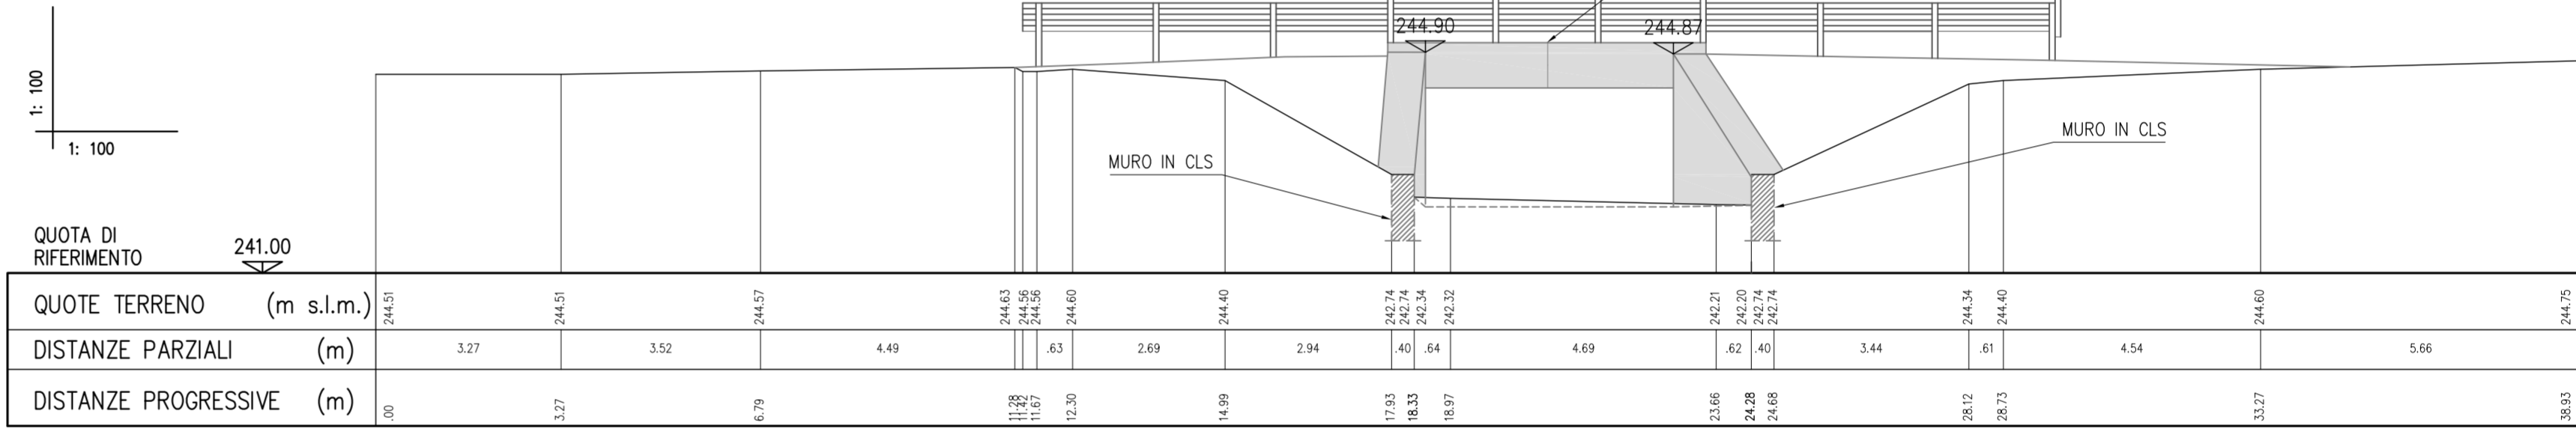 244.90
244.87
1: 100
1: 100
MURO IN CLS
MURO IN CLS
QUOTA DI
RIFERIMENTO
241.00
QUOTE TERRENO (m s.l.m.) 244.51 244.51 244.57 244.63 244.56 244.56 244.60 244.40 242.74 242.74 242.34 242.32 242.21 242.20 242.74 242.74 244.34 244.40 244.60 244.75
DISTANZE PARZIALI (m) 3.27 3.52 4.49 .63 2.69 2.94 .40 .64 4.69 .62 .40 3.44 .61 4.54 5.66
DISTANZE PROGRESSIVE (m) .00 3.27 6.79 11.28 11.42 11.67 12.30 14.99 17.93 18.33 18.97 23.66 24.28 24.68 28.12 28.73 33.27 38.93